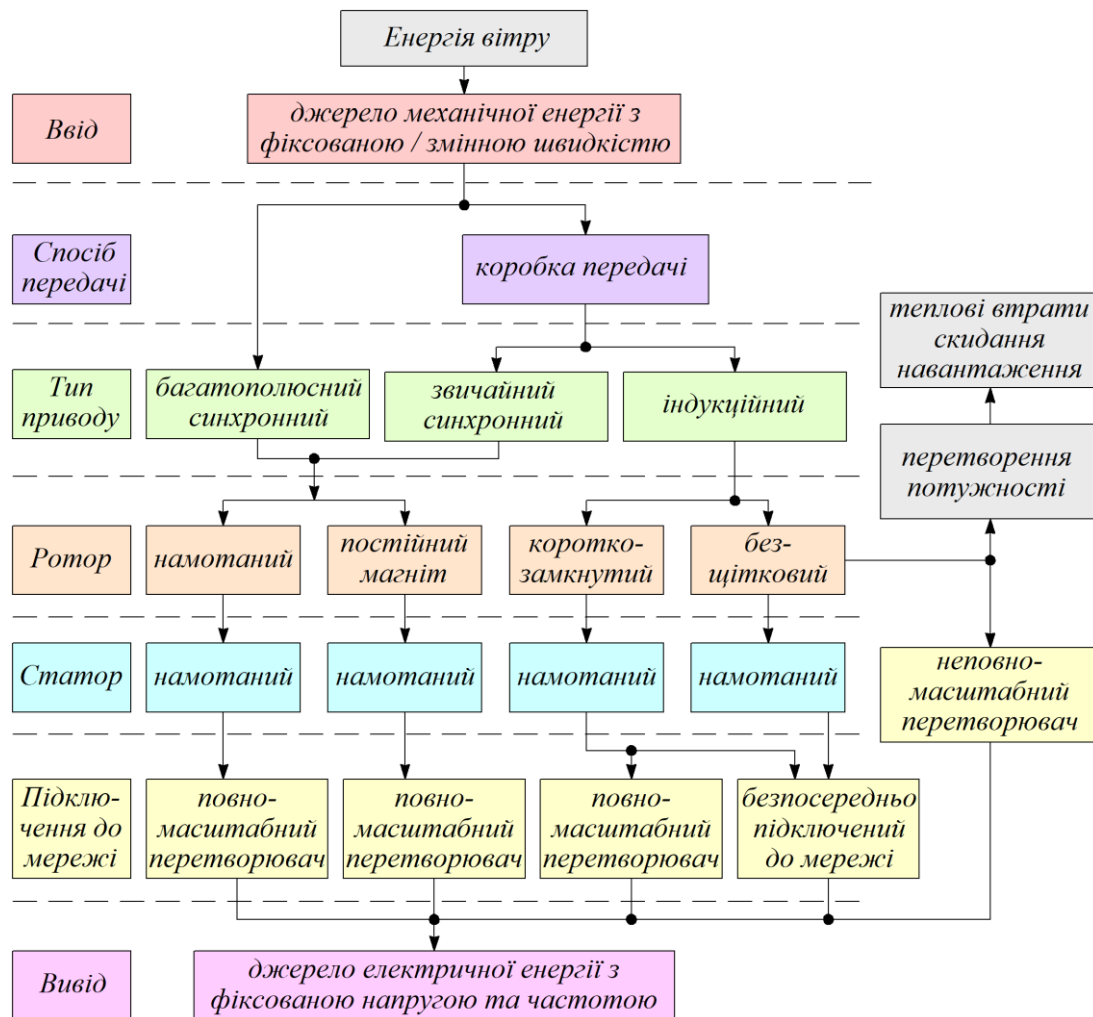 Енергія вітру
Ввід
джерело механічної енергії з
фіксованою / змінною швидкістю
Спосіб
передачі
коробка передачі
теплові втрати
скидання
навантаження
Тип
приводу
багатополюсний
синхронний
звичайний
синхронний
індукційний
перетворення
потужності
Ротор
намотаний
постійний
магніт
коротко-
замкнутий
без-
щітковий
Статор
намотаний
намотаний
намотаний
намотаний
неповно-
масштабний
перетворювач
Підклю-
чення до
мережі
повно-
масштабний
перетворювач
повно-
масштабний
перетворювач
повно-
масштабний
перетворювач
безпосередньо
підключений
до мережі
Вивід
джерело електричної енергії з
фіксованою напругою та частотою